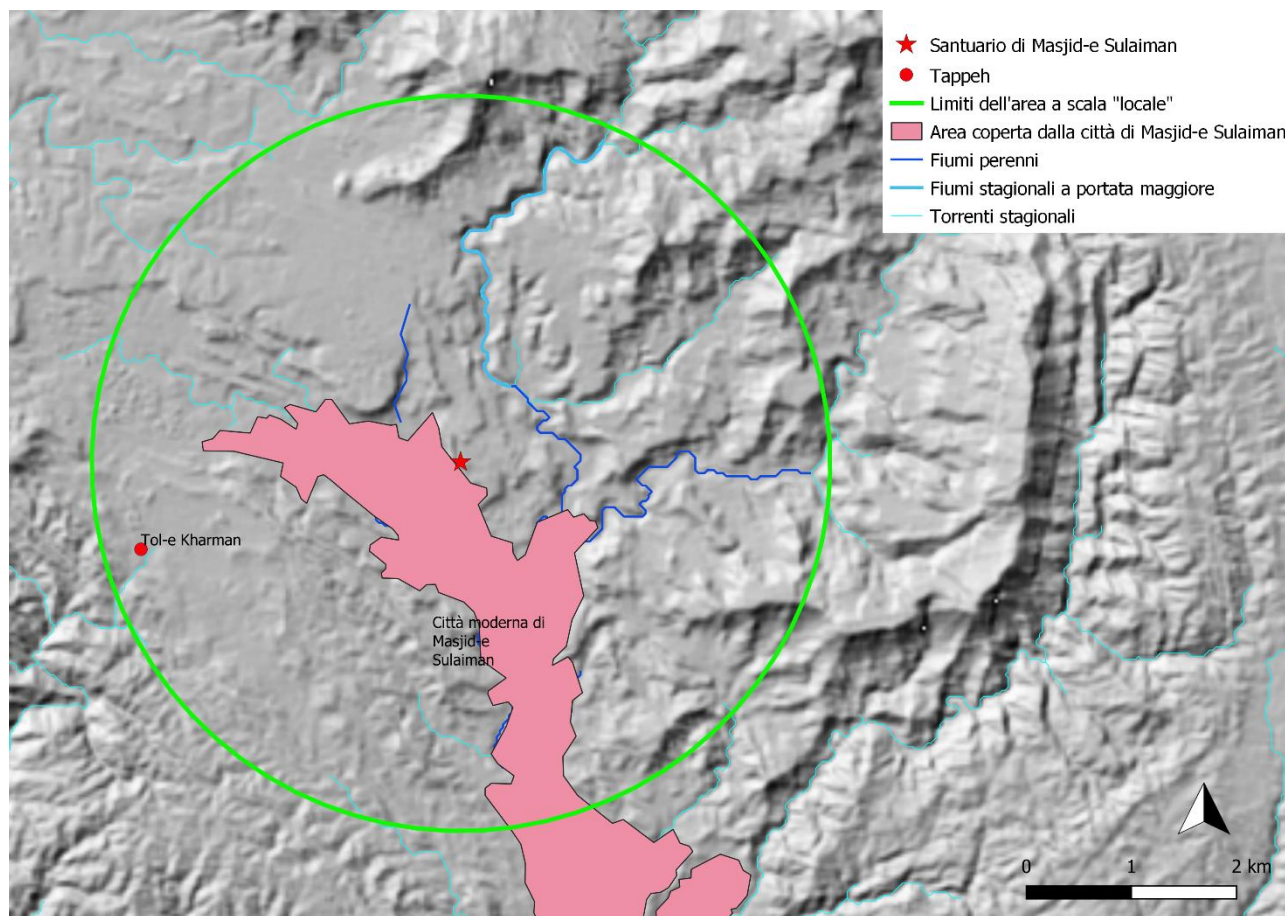 Santuario di Masjid-e Sulaiman
Tappeh
Limiti dell'area a scala "locale"
Area coperta dalla città di Masjid-e Sulaiman
Fiumi perenni
Fiumi stagionali a portata maggiore
Torrenti stagionali
Tol-e Kharman
Città moderna di
Masjid-e
Sulaiman
0 1 2 km